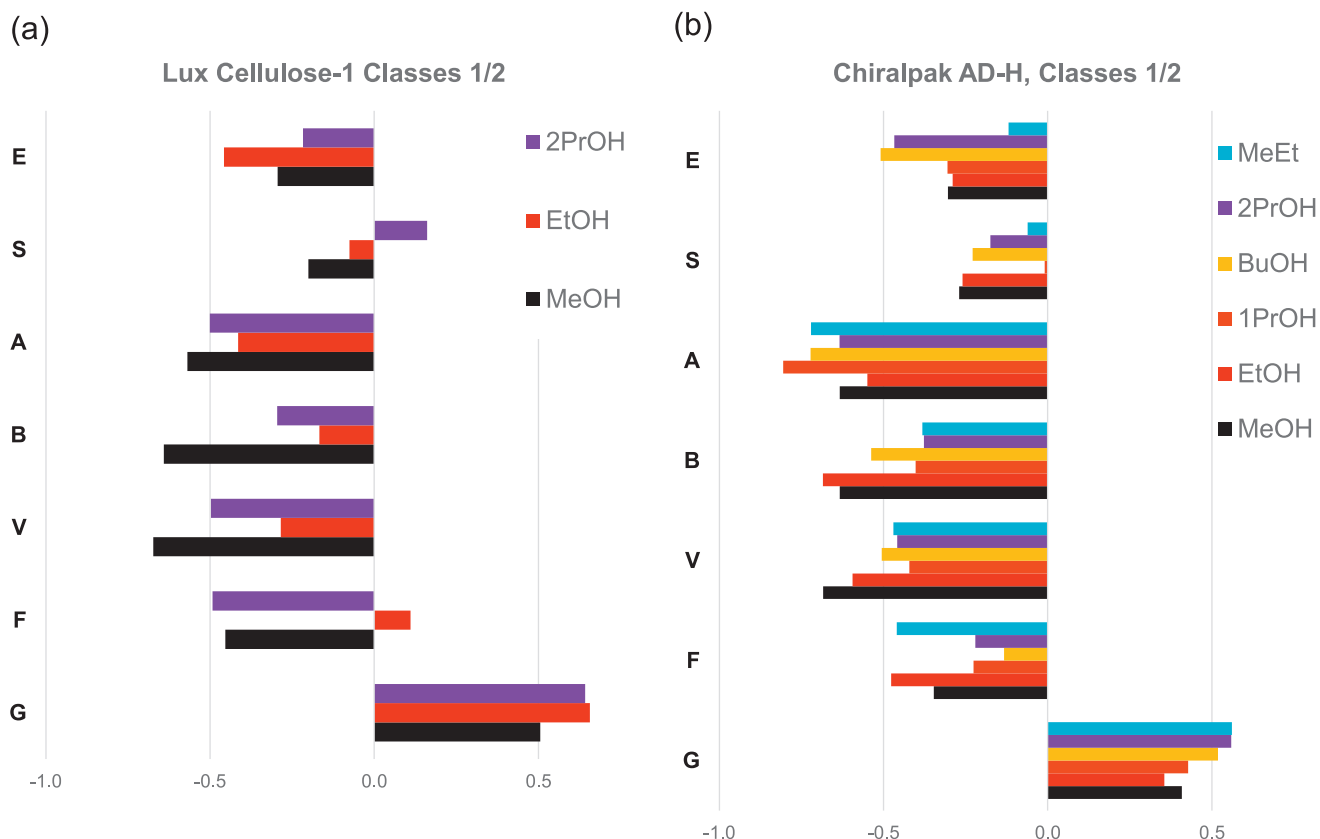 (a)
Lux Cellulose-1 Classes 1/2
E
S
A
B
V
F
G
2PrOH
EtOH
MeOH
-1.0
-0.5
0.0
0.5
(b)
Chiralpak AD-H, Classes 1/2
E
S
A
B
V
F
G
MeEt
2PrOH
BuOH
1PrOH
EtOH
MeOH
-1.0
-0.5
0.0
0.5